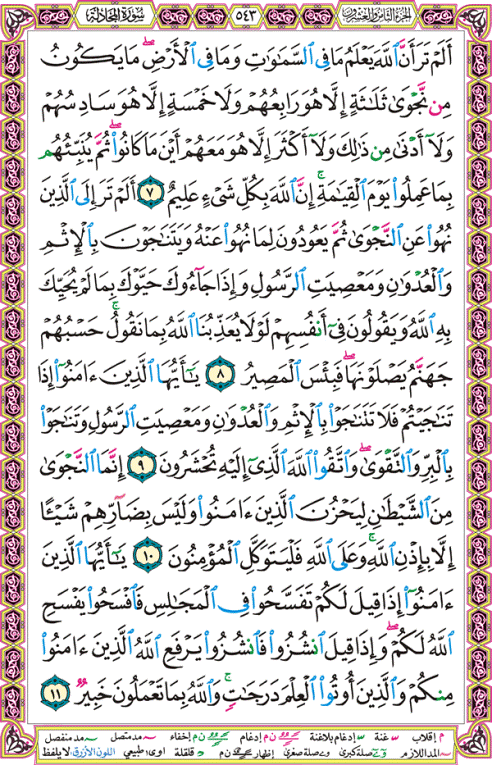 الجزء الثامن والعشرون ٥٤٣ سورة المجادلة
أَلَمْ تَرَ أَنَّ ٱللَّهَ يَعْلَمُ مَا فِى ٱلسَّمَٰوَٰتِ وَمَا فِى ٱلْأَرْضِ ۖ مَا يَكُونُ
مِن نَّجْوَىٰ ثَلَٰثَةٍ إِلَّا هُوَ رَابِعُهُمْ وَلَا خَمْسَةٍ إِلَّا هُوَ سَادِسُهُمْ
وَلَآ أَدْنَىٰ مِن ذَٰلِكَ وَلَآ أَكْثَرَ إِلَّا هُوَ مَعَهُمْ أَيْنَ مَا كَانُوا۟ ۖ ثُمَّ يُنَبِّئُهُم
بِمَا عَمِلُوا۟ يَوْمَ ٱلْقِيَٰمَةِ ۚ إِنَّ ٱللَّهَ بِكُلِّ شَىْءٍ عَلِيمٌ ٧ أَلَمْ تَرَ إِلَى ٱلَّذِينَ
نُهُوا۟ عَنِ ٱلنَّجْوَىٰ ثُمَّ يَعُودُونَ لِمَا نُهُوا۟ عَنْهُ وَيَتَنَٰجَوْنَ بِٱلْإِثْمِ
وَٱلْعُدْوَٰنِ وَمَعْصِيَتِ ٱلرَّسُولِ وَإِذَا جَآءُوكَ حَيَّوْكَ بِمَا لَمْ يُحَيِّكَ
بِهِ ٱللَّهُ وَيَقُولُونَ فِىٓ أَنفُسِهِمْ لَوْلَا يُعَذِّبُنَا ٱللَّهُ بِمَا نَقُولُ ۚ حَسْبُهُمْ
جَهَنَّمُ يَصْلَوْنَهَا ۖ فَبِئْسَ ٱلْمَصِيرُ ٨ يَٰٓأَيُّهَا ٱلَّذِينَ ءَامَنُوٓا۟ إِذَا
تَنَٰجَيْتُمْ فَلَا تَتَنَٰجَوْا۟ بِٱلْإِثْمِ وَٱلْعُدْوَٰنِ وَمَعْصِيَتِ ٱلرَّسُولِ وَتَنَٰجَوْا۟
بِٱلْبِرِّ وَٱلتَّقْوَىٰ ۖ وَٱتَّقُوا۟ ٱللَّهَ ٱلَّذِىٓ إِلَيْهِ تُحْشَرُونَ ٩ إِنَّمَا ٱلنَّجْوَىٰ
مِنَ ٱلشَّيْطَٰنِ لِيَحْزُنَ ٱلَّذِينَ ءَامَنُوا۟ وَلَيْسَ بِضَآرِّهِمْ شَيْـًٔا
إِلَّا بِإِذْنِ ٱللَّهِ ۚ وَعَلَى ٱللَّهِ فَلْيَتَوَكَّلِ ٱلْمُؤْمِنُونَ ١٠ يَٰٓأَيُّهَا ٱلَّذِينَ
ءَامَنُوٓا۟ إِذَا قِيلَ لَكُمْ تَفَسَّحُوا۟ فِى ٱلْمَجَٰلِسِ فَٱفْسَحُوا۟ يَفْسَحِ
ٱللَّهُ لَكُمْ ۖ وَإِذَا قِيلَ ٱنشُزُوا۟ فَٱنشُزُوا۟ يَرْفَعِ ٱللَّهُ ٱلَّذِينَ ءَامَنُوا۟
مِنكُمْ وَٱلَّذِينَ أُوتُوا۟ ٱلْعِلْمَ دَرَجَٰتٍ ۚ وَٱللَّهُ بِمَا تَعْمَلُونَ خَبِيرٌ ١١
م إقلاب س غنة س إدغام بلاغنة ن م إدغام ن م إخفاء مد متصل مد منفصل
المد اللازم صلة كبرى صلة صغرى إظهار ن م قلقلة اوى: طبيعي اللون الأزرق: لا يلفظ